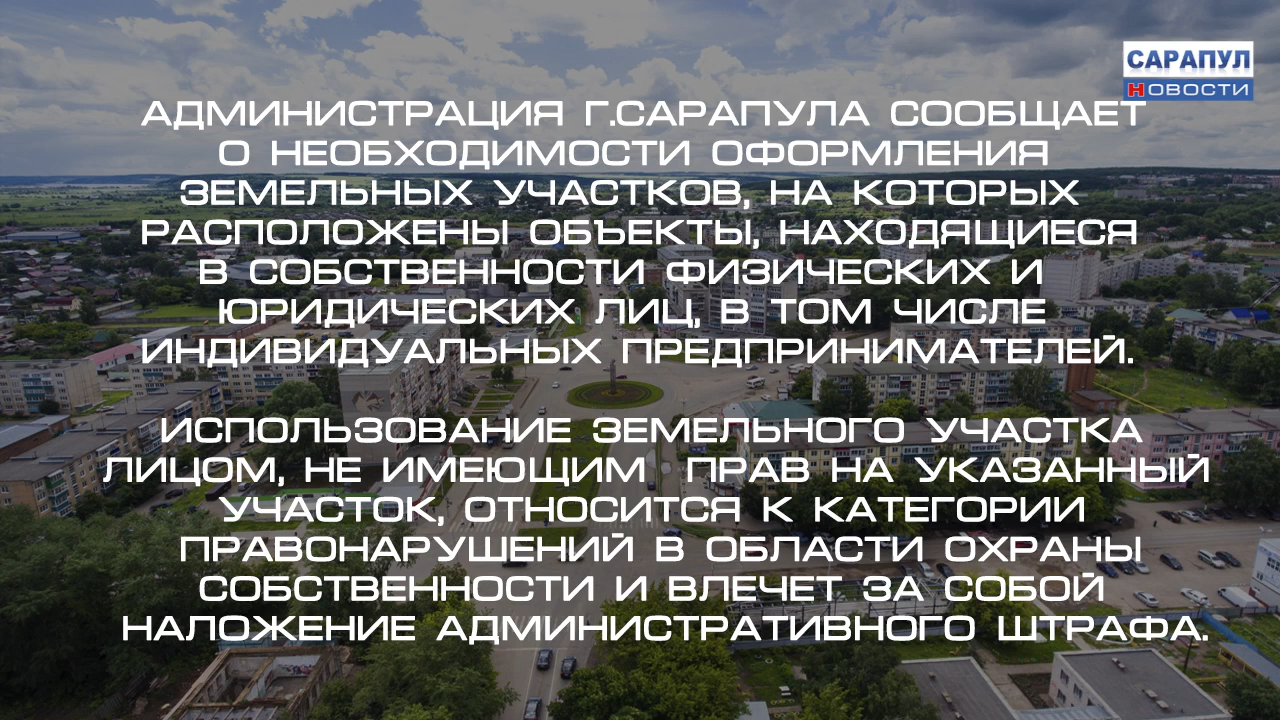 САРАПУЛ
НОВОСТИ
АДМИНИСТРАЦИЯ Г.САРАПУЛА СООБЩАЕТ
О НЕОБХОДИМОСТИ ОФОРМЛЕНИЯ
ЗЕМЕЛЬНЫХ УЧАСТКОВ, НА КОТОРЫХ
РАСПОЛОЖЕНЫ ОБЪЕКТЫ, НАХОДЯЩИЕСЯ
В СОБСТВЕННОСТИ ФИЗИЧЕСКИХ И
ЮРИДИЧЕСКИХ ЛИЦ, В ТОМ ЧИСЛЕ
ИНДИВИДУАЛЬНЫХ ПРЕДПРИНИМАТЕЛЕЙ.
ИСПОЛЬЗОВАНИЕ ЗЕМЕЛЬНОГО УЧАСТКА
ЛИЦОМ, НЕ ИМЕЮЩИМ ПРАВ НА УКАЗАННЫЙ
УЧАСТОК, ОТНОСИТСЯ К КАТЕГОРИИ
ПРАВОНАРУШЕНИЙ В ОБЛАСТИ ОХРАНЫ
СОБСТВЕННОСТИ И ВЛЕЧЕТ ЗА СОБОЙ
НАЛОЖЕНИЕ АДМИНИСТРАТИВНОГО ШТРАФА.